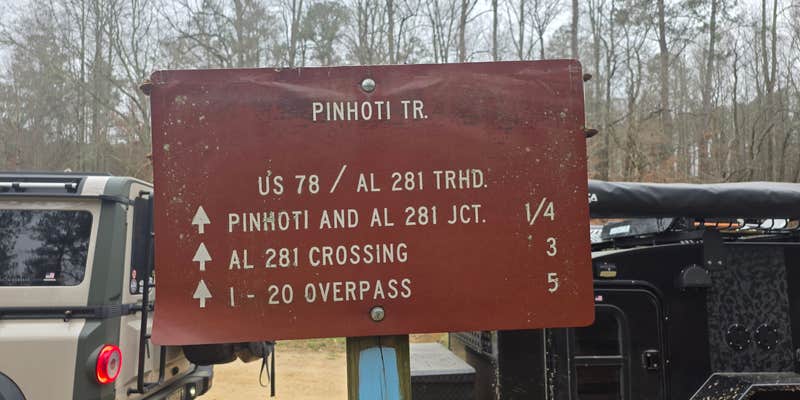 PINHOTI TR.
US 78 / AL 281 TRHD.
PINHOTI AND AL 281 JCT. 1/4
AL 281 CROSSING 3
I - 20 OVERPASS 5